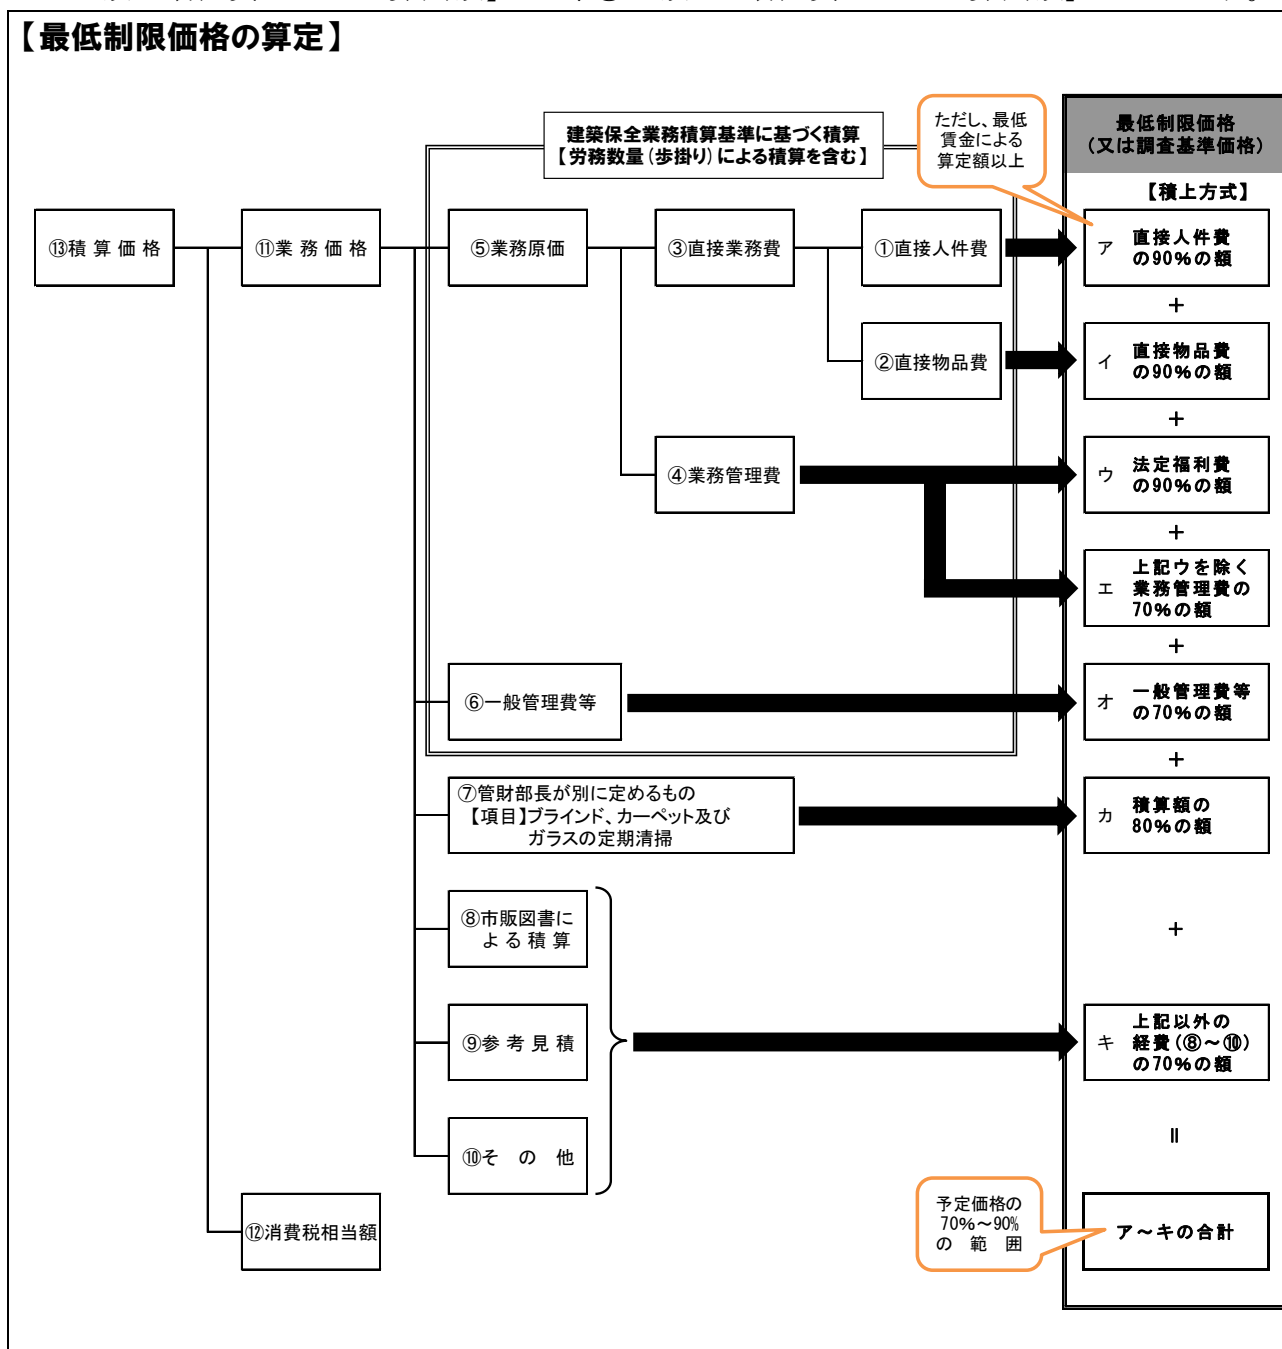 【最低制限価格の算定】
建築保全業務積算基準に基づく積算
【労務数量(歩掛り)による積算を含む】
ただし、最低
賃金による
算定額以上
最低制限価格
(又は調査基準価格)
【積上方式】
⑬積算価格
⑪業務価格
⑤業務原価
③直接業務費
①直接人件費
ア 直接人件費
の90%の額
+
②直接物品費
イ 直接物品費
の90%の額
+
④業務管理費
ウ 法定福利費
の90%の額
+
エ 上記ウを除く
業務管理費の
70%の額
+
⑥一般管理費等
オ 一般管理費等
の70%の額
+
⑦管財部長が別に定めるもの
【項目】ブラインド、カーペット及び
ガラスの定期清掃
カ 積算額の
80%の額
+
⑧市販図書に
よる積算
⑨参考見積
キ 上記以外の
経費(⑧~⑩)
の70%の額
⑩その他
=
⑫消費税相当額
予定価格の
70%~90%
の範囲
ア~キの合計